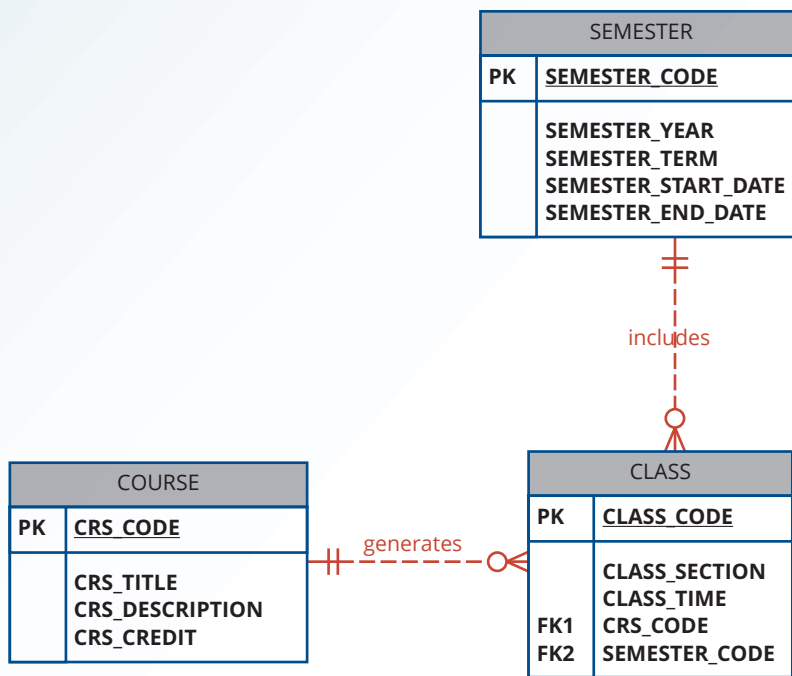 SEMESTER
PK SEMESTER_CODE
SEMESTER_YEAR
SEMESTER_TERM
SEMESTER_START_DATE
SEMESTER_END_DATE
includes
COURSE
PK CRS_CODE
CRS_TITLE
CRS_DESCRIPTION
CRS_CREDIT
generates
CLASS
PK CLASS_CODE
CLASS_SECTION
CLASS_TIME
FK1 CRS_CODE
FK2 SEMESTER_CODE